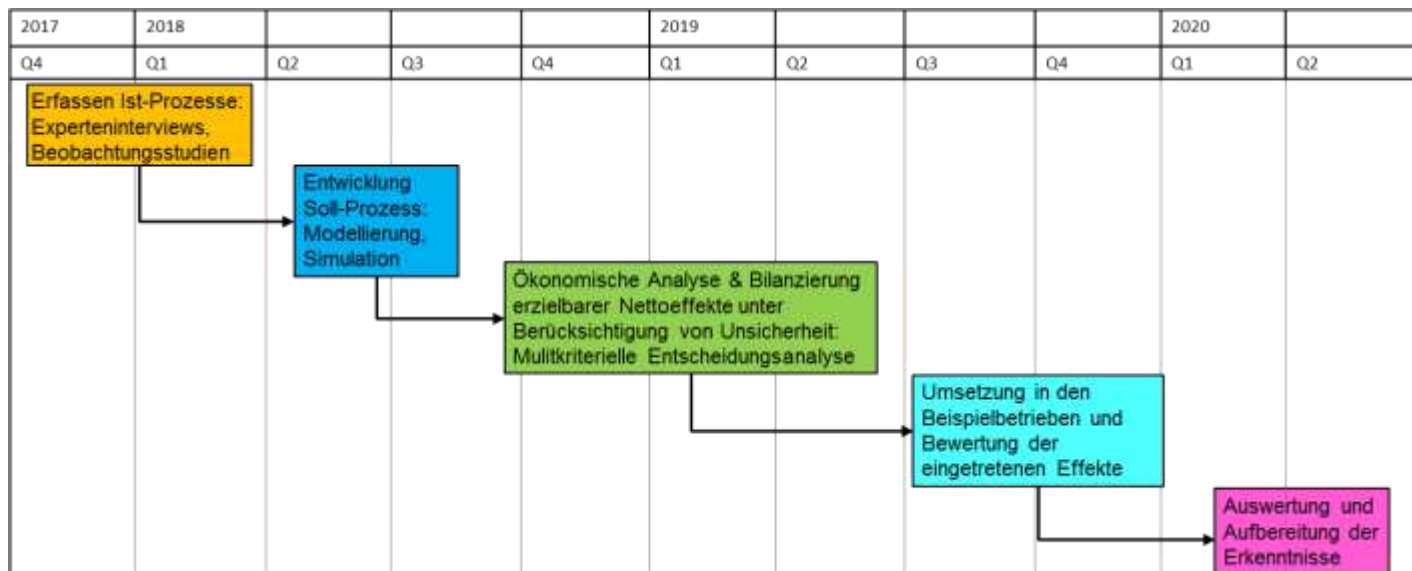 2017 2018 2019 2020
Q4 Q1 Q2 Q3 Q4 Q1 Q2 Q3 Q4 Q1 Q2
Erfassen Ist-Prozesse:
Experteninterviews,
Beobachtungsstudien
Entwicklung
Soll-Prozess:
Modellierung,
Simulation
Ökonomische Analyse & Bilanzierung
erzielbarer Nettoeffekte unter
Berücksichtigung von Unsicherheit:
Mulitkriterielle Entscheidungsanalyse
Umsetzung in den
Beispielbetrieben und
Bewertung der
eingetretenen Effekte
Auswertung und
Aufbereitung der
Erkenntnisse